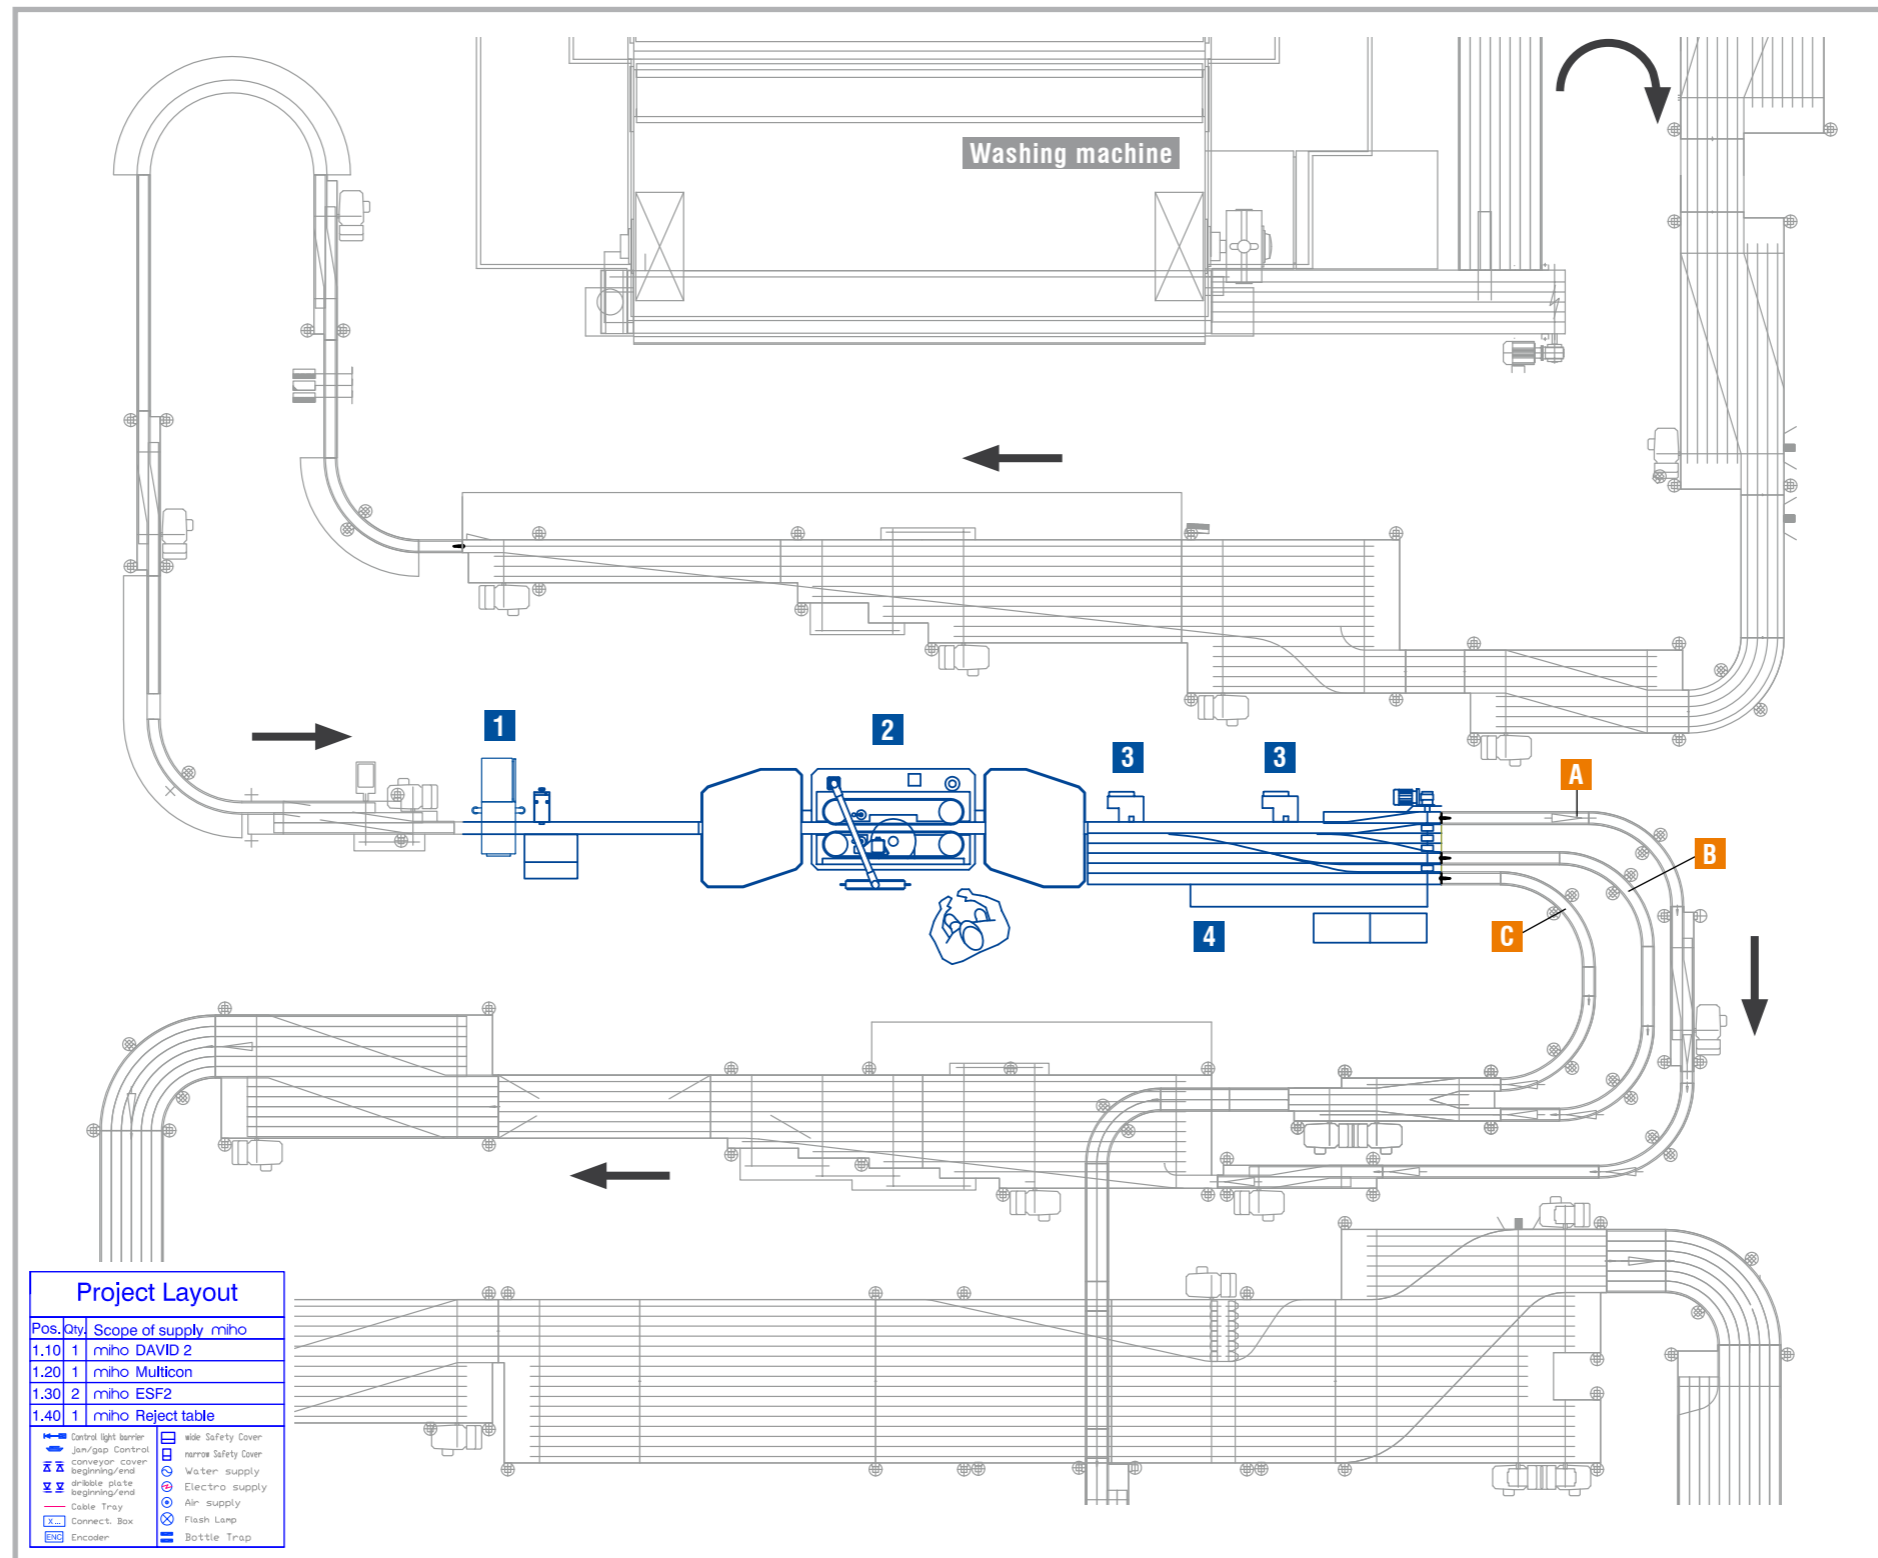 Washing machine
1
2
3
3
A
B
C
4
Project Layout
Pos. Qty. Scope of supply miho
1.10 1 miho DAVID 2
1.20 1 miho Multicon
1.30 2 miho ESF2
1.40 1 miho Reject table
Control light barrier
jam/gap Control
conveyor cover
beginning/end
dribble plate
beginning/end
Cable Tray
X... Connect. Box
ENC Encoder
wide Safety Cover
narrow Safety Cover
Water supply
Electro supply
Air supply
Flash Lamp
Bottle Trap